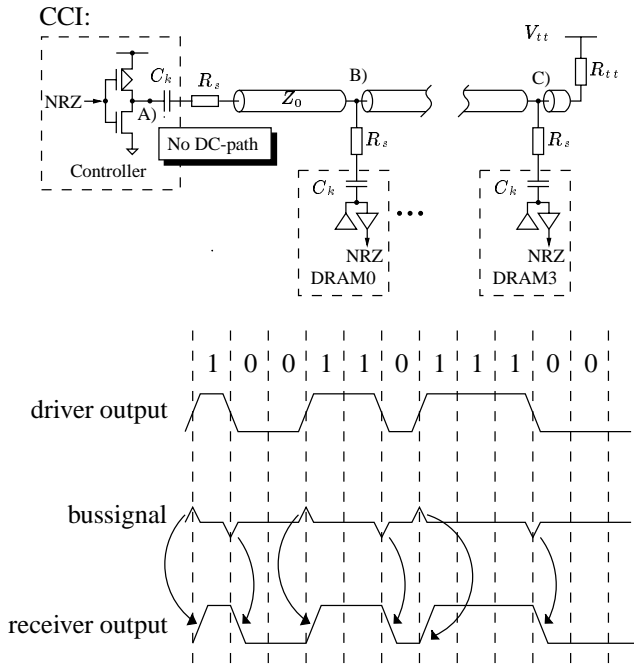 CCI:
V_tt
C_k
R_s
R_tt
B)
C)
NRZ
A)
Z_0
No DC-path
R_s
R_s
Controller
C_k
C_k
NRZ
NRZ
DRAM0
DRAM3
1 0 0 1 1 0 1 1 1 0 0
driver output
bussignal
receiver output